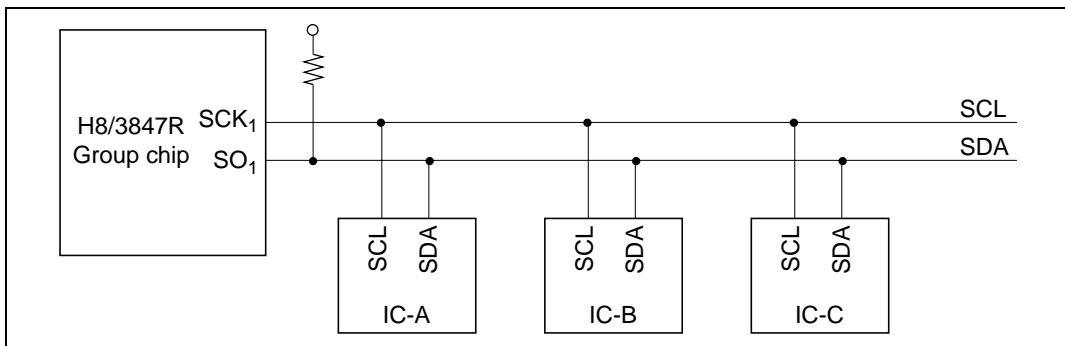 H8/3847R
Group chip
SCK₁
SO₁
SCL
SDA
SCL
SDA
IC-A
SCL
SDA
IC-B
SCL
SDA
IC-C